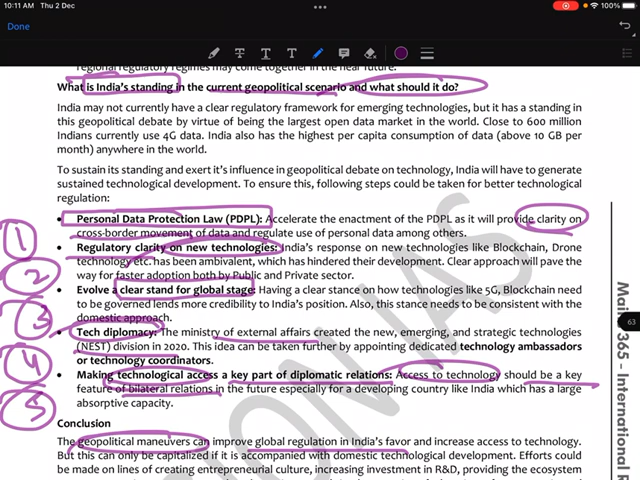 10:11 AM Thu 2 Dec
Done
regional regulatory regimes may come together in the near future.
What is India's standing in the current geopolitical scenario and what should it do?
India may not currently have a clear regulatory framework for emerging technologies, but it has a standing in
this geopolitical debate by virtue of being the largest open data market in the world. Close to 600 million
Indians currently use 4G data. India also has the highest per capita consumption of data (above 10 GB per
month) anywhere in the world.
To sustain its standing and exert it's influence in geopolitical debate on technology, India will have to generate
sustained technological development. To ensure this, following steps could be taken for better technological
regulation:
• Personal Data Protection Law (PDPL): Accelerate the enactment of the PDPL as it will provide clarity on
cross-border movement of data and regulate use of personal data among others.
• Regulatory clarity on new technologies: India's response on new technologies like Blockchain, Drone
technology etc. has been ambivalent, which has hindered their development. Clear approach will pave the
way for faster adoption both by Public and Private sector.
• Evolve a clear stand for global stage: Having a clear stance on how technologies like 5G, Blockchain need
to be governed lends more credibility to India's position. Also, this stance needs to be consistent with the
domestic approach.
• Tech diplomacy: The ministry of external affairs created the new, emerging, and strategic technologies
(NEST) division in 2020. This idea can be taken further by appointing dedicated technology ambassadors
or technology coordinators.
• Making technological access a key part of diplomatic relations: Access to technology should be a key
feature of bilateral relations in the future especially for a developing country like India which has a large
absorptive capacity.
Conclusion
The geopolitical maneuvers can improve global regulation in India's favor and increase access to technology.
But this can only be capitalized if it is accompanied with domestic technological development. Efforts could
be made on lines of creating entrepreneurial culture, increasing investment in R&D, providing the ecosystem
1
2
3
4
5
63
365 – International R